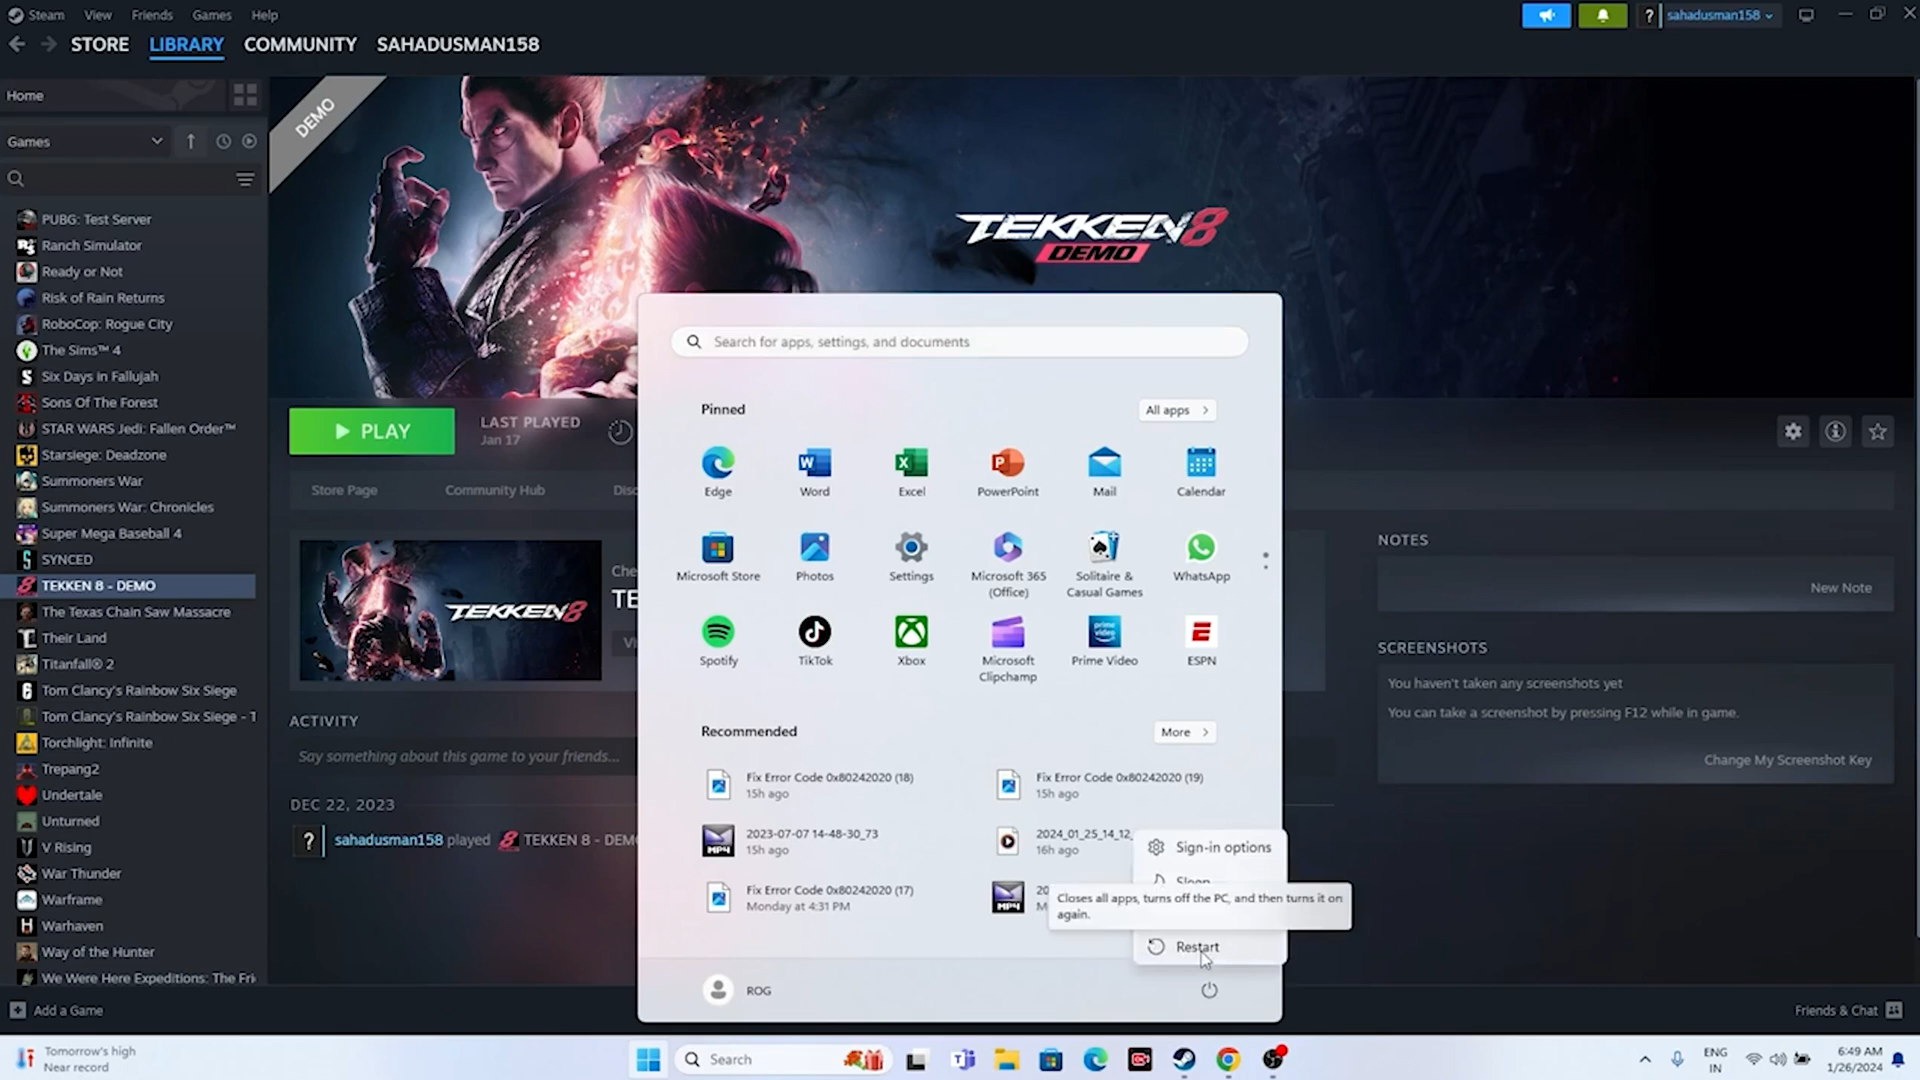 Steam View Friends Games Help
? sahadusman158
STORE LIBRARY COMMUNITY SAHADUSMAN158
Home
Games
PUBG: Test Server
Ranch Simulator
Ready or Not
Risk of Rain Returns
RoboCop: Rogue City
The Sims™ 4
Six Days in Fallujah
Sons Of The Forest
STAR WARS Jedi: Fallen Order™
Starsiege: Deadzone
Summoners War
Summoners War: Chronicles
Super Mega Baseball 4
SYNCED
TEKKEN 8 - DEMO
The Texas Chain Saw Massacre
Their Land
Titanfall® 2
Tom Clancy's Rainbow Six Siege
Tom Clancy's Rainbow Six Siege - T
Torchlight: Infinite
Trepang2
Undertale
Unturned
V Rising
War Thunder
Warframe
Warhaven
Way of the Hunter
We Were Here Expeditions: The Fri
Add a Game
DEMO
TEKKEN 8
DEMO
PLAY
LAST PLAYED
Jan 17
Store Page Community Hub Disc
TEKKEN 8
Che
TE
Vi
ACTIVITY
Say something about this game to your friends...
DEC 22, 2023
? sahadusman158 played TEKKEN 8 - DEM
NOTES
New Note
SCREENSHOTS
You haven't taken any screenshots yet
You can take a screenshot by pressing F12 while in game.
Change My Screenshot Key
Friends & Chat
Search for apps, settings, and documents
Pinned
All apps
Edge
Word
Excel
PowerPoint
Mail
Calendar
Microsoft Store
Photos
Settings
Microsoft 365
(Office)
Solitaire &
Casual Games
WhatsApp
Spotify
TikTok
Xbox
Microsoft
Clipchamp
prime
video
Prime Video
ESPN
Recommended
More
Fix Error Code 0x80242020 (18)
15h ago
Fix Error Code 0x80242020 (19)
15h ago
MP4
2023-07-07 14-48-30_73
15h ago
2024_01_25_14_12_
16h ago
Fix Error Code 0x80242020 (17)
Monday at 4:31 PM
MP4
20
M
Sign-in options
Sleep
Closes all apps, turns off the PC, and then turns it on
again.
Restart
ROG
Tomorrow's high
Near record
Search
ENG
IN
6:49 AM
1/26/2024